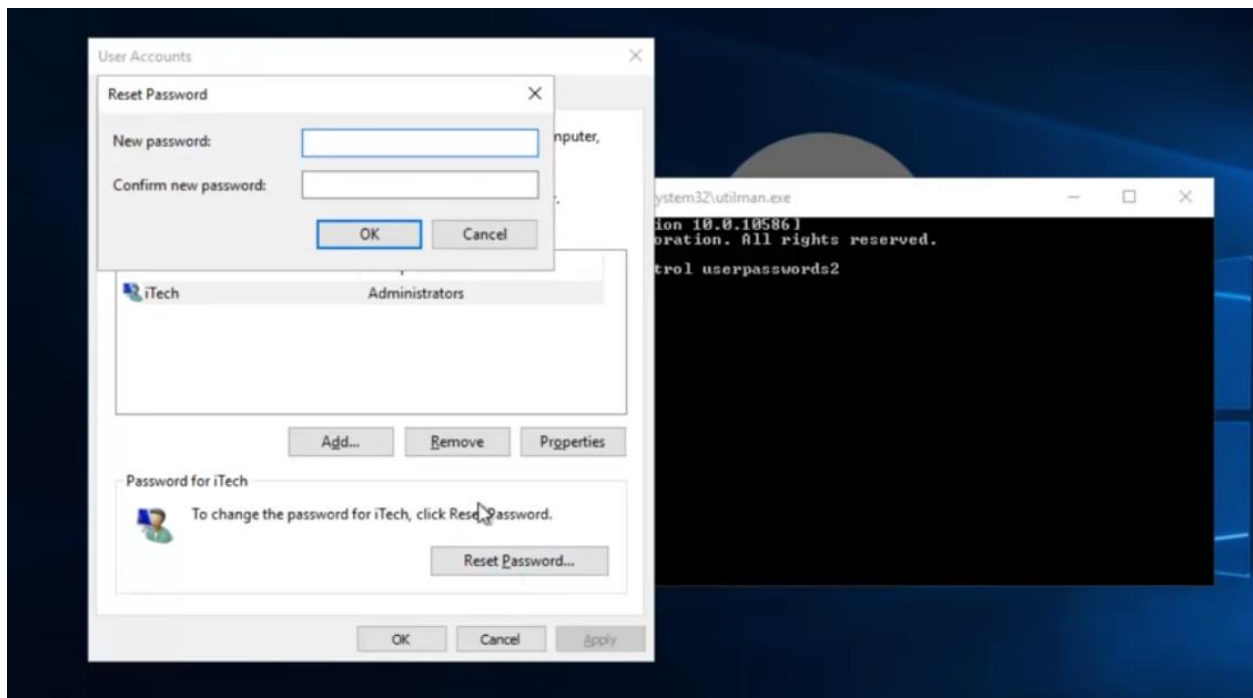 User Accounts
Reset Password
New password:
Confirm new password:
OK Cancel
nputer,
iTech Administrators
Add... Remove Properties
Password for iTech
To change the password for iTech, click Reset Password.
Reset Password...
OK Cancel Apply
ystem32\utilman.exe
ion 10.0.10586]
oration. All rights reserved.
trol userpasswords2